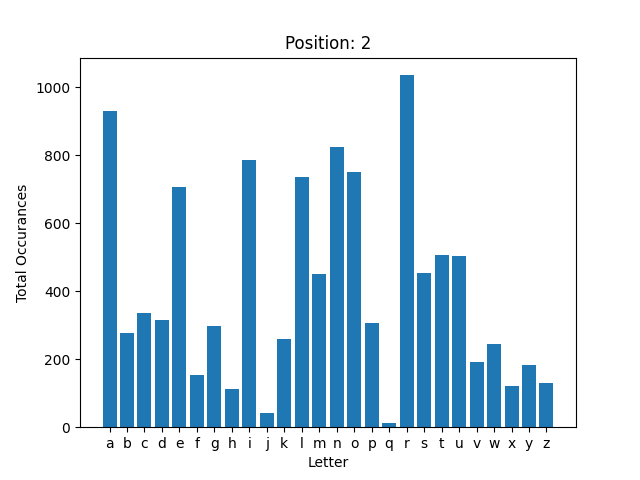 Position: 2
1000
800
600
400
200
0
Total Occurances
a b c d e f g h i j k l m n o p q r s t u v w x y z
Letter